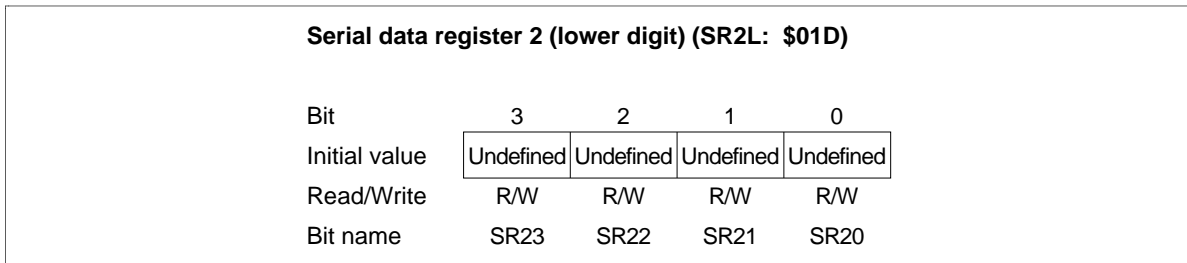 Serial data register 2 (lower digit) (SR2L: $01D)
Bit 3 2 1 0
Initial value Undefined Undefined Undefined Undefined
Read/Write R/W R/W R/W R/W
Bit name SR23 SR22 SR21 SR20